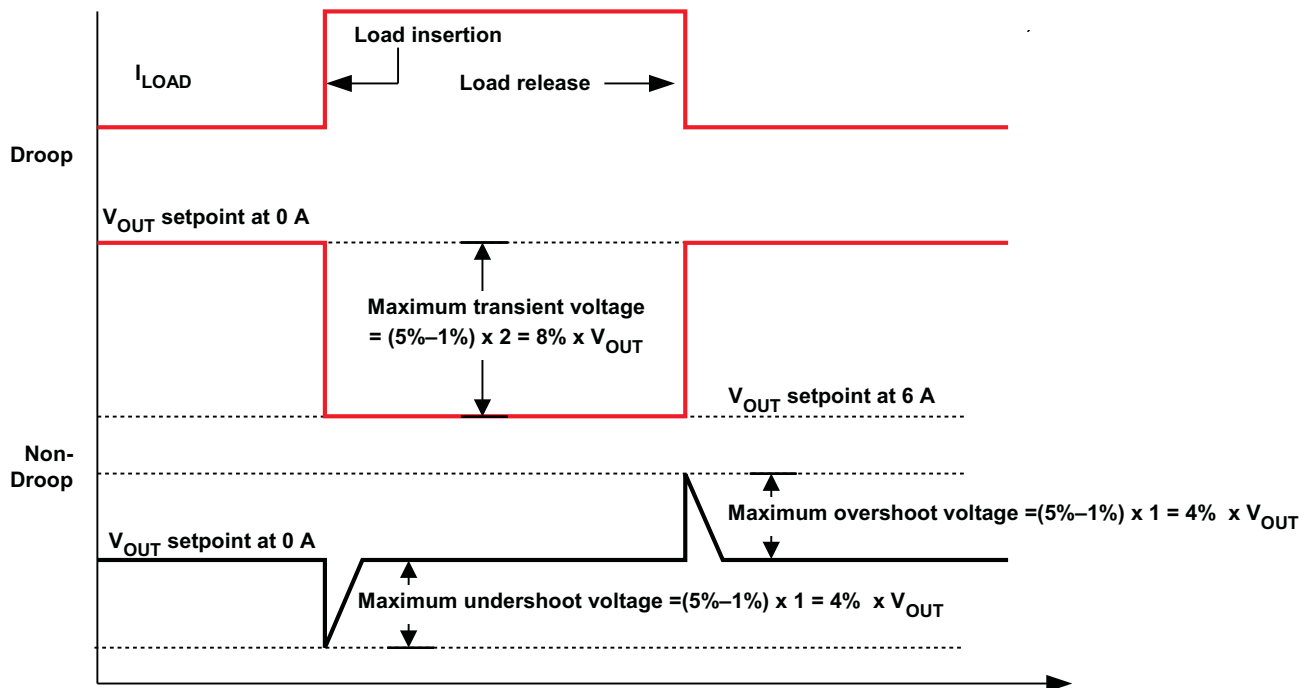 Load insertion
I_LOAD
Load release
Droop
V_OUT setpoint at 0 A
Maximum transient voltage
= (5%–1%) x 2 = 8% x V_OUT
V_OUT setpoint at 6 A
Non-
Droop
Maximum overshoot voltage =(5%–1%) x 1 = 4% x V_OUT
V_OUT setpoint at 0 A
Maximum undershoot voltage =(5%–1%) x 1 = 4% x V_OUT